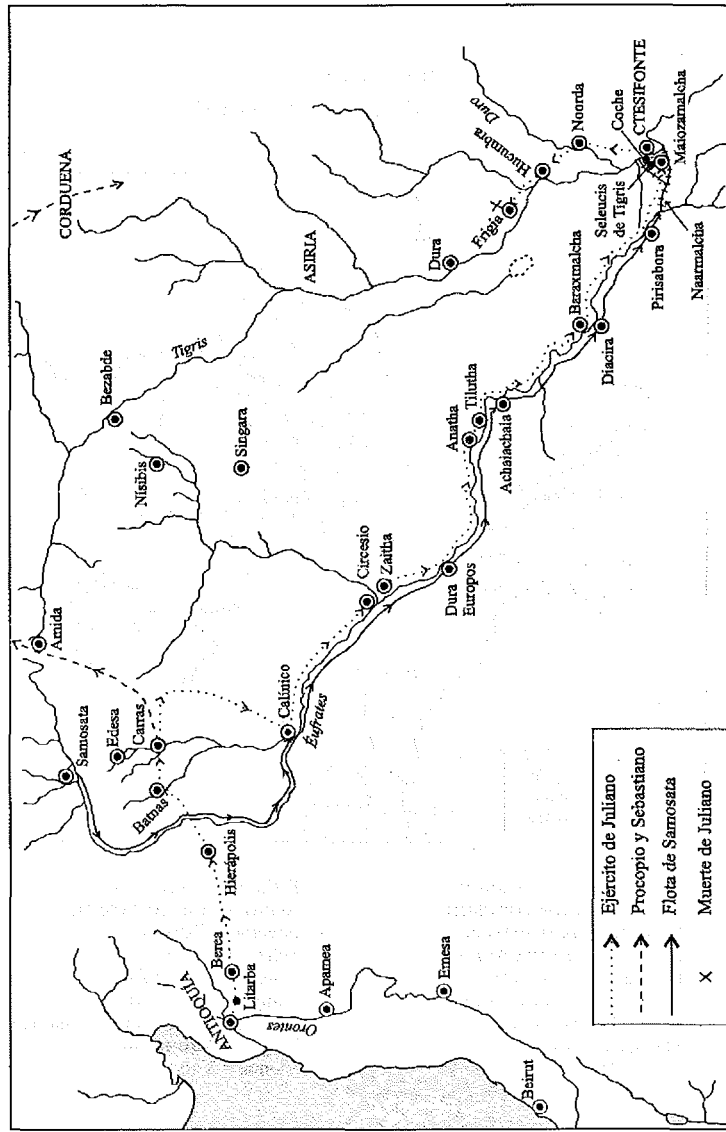 CORDUENA
Amida
Samosata
Bezabde
Edesa
Nísibis
Carras
Batnas
Tigris
Singara
ASIRIA
Hierápolis
Berea
Litarba
ANTIOQUÍA
Calínico
Éufrates
Circesio
Zaitha
Dura
Frigia
X
Hucumbra
Duro
Noorda
Orontes
Apamea
Dura
Europos
Anatha
Tilutha
Achaiachala
Baraxmalcha
Emesa
Diacira
Seleucis
de Tigris
Coche
CTESIFONTE
Maiozamalcha
Pirisabora
Naarmalcha
Beirut
Ejército de Juliano
Procopio y Sebastiano
Flota de Samosata
X Muerte de Juliano